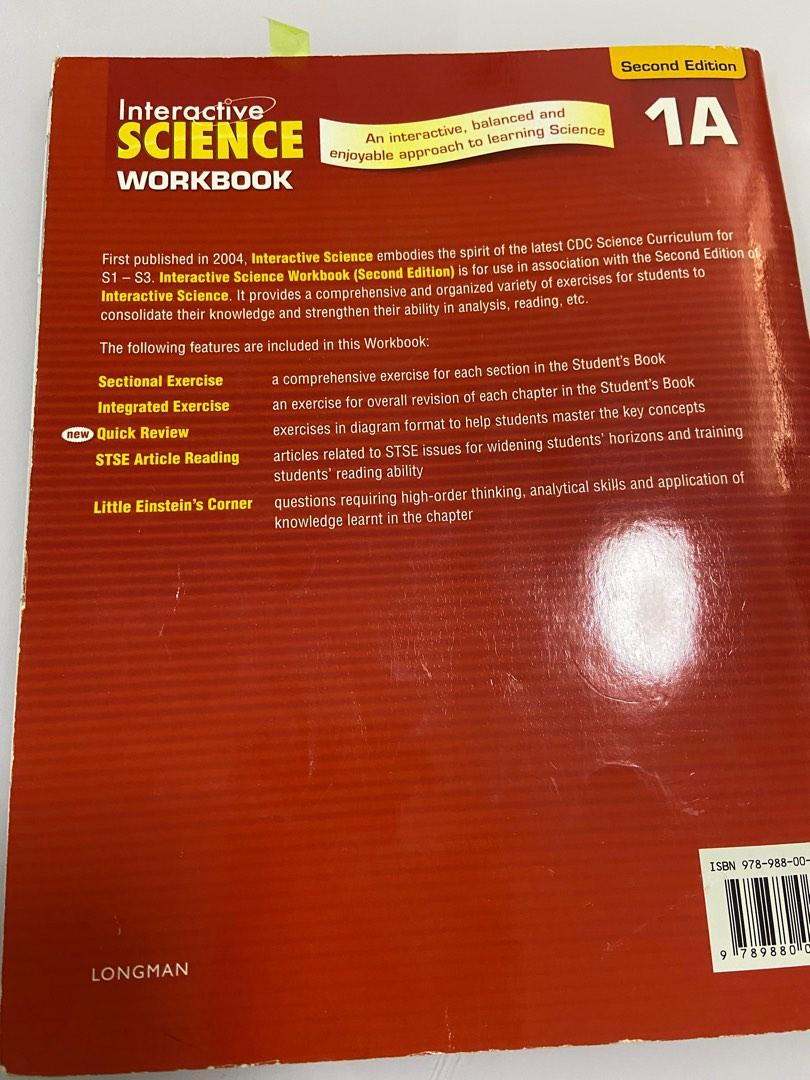 Second Edition
Interactive
SCIENCE
WORKBOOK
An interactive, balanced and
enjoyable approach to learning Science
1A
First published in 2004, Interactive Science embodies the spirit of the latest CDC Science Curriculum for
S1 – S3. Interactive Science Workbook (Second Edition) is for use in association with the Second Edition of
Interactive Science. It provides a comprehensive and organized variety of exercises for students to
consolidate their knowledge and strengthen their ability in analysis, reading, etc.
The following features are included in this Workbook:
Sectional Exercise a comprehensive exercise for each section in the Student's Book
Integrated Exercise an exercise for overall revision of each chapter in the Student's Book
new Quick Review exercises in diagram format to help students master the key concepts
STSE Article Reading articles related to STSE issues for widening students' horizons and training
students' reading ability
Little Einstein's Corner questions requiring high-order thinking, analytical skills and application of
knowledge learnt in the chapter
ISBN 978-988-00-
9 789880
LONGMAN